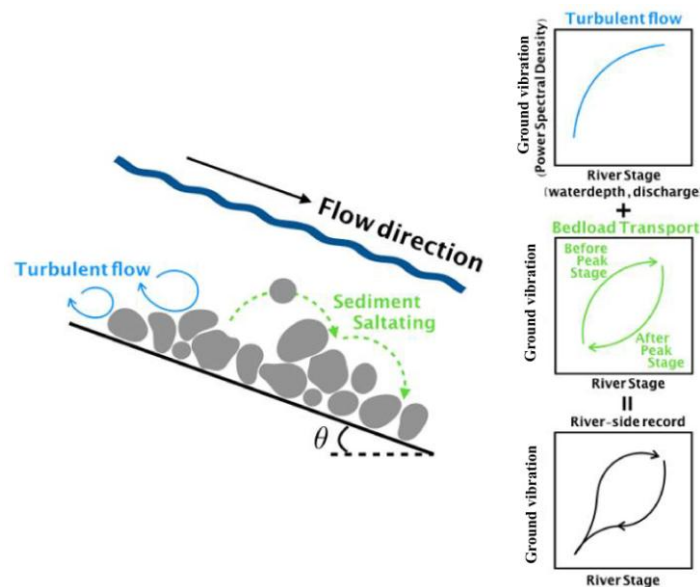 Turbulent flow
Ground vibration
(Power Spectral Density)
River Stage
(waterdepth, discharge
+
Flow direction
Turbulent flow
Sediment
Saltating
θ
Bedload Transport
Before
Peak
Stage
After
Peak
Stage
Ground vibration
River Stage
=
River-side record
Ground vibration
River Stage